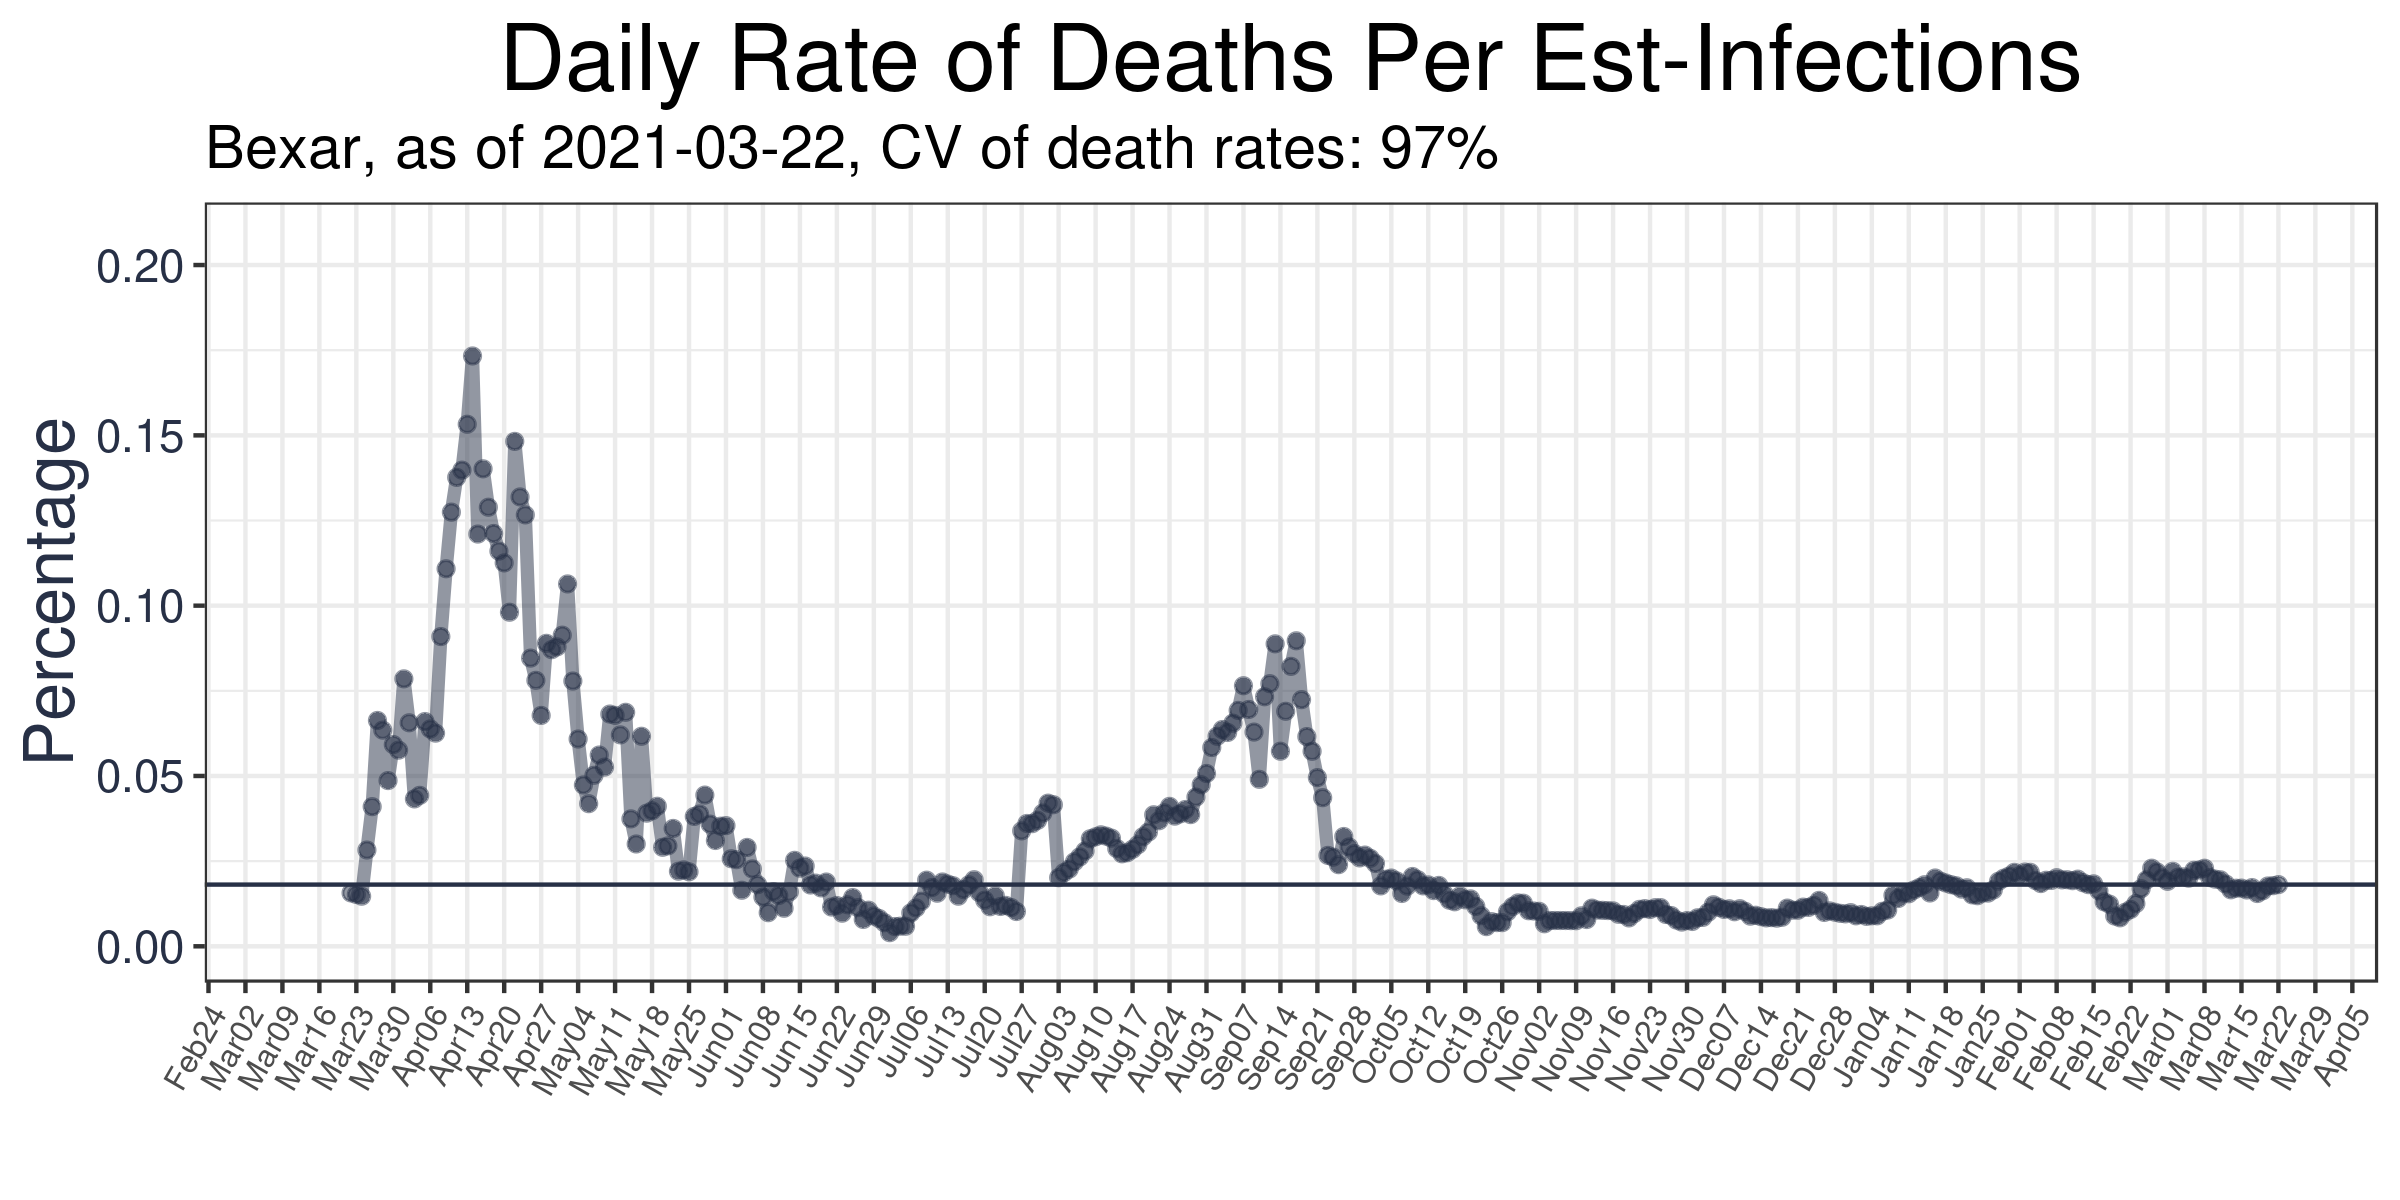 Daily Rate of Deaths Per Est-Infections
Bexar, as of 2021-03-22, CV of death rates: 97%
Percentage
0.20
0.15
0.10
0.05
0.00
Feb24
Mar02
Mar09
Mar16
Mar23
Mar30
Apr06
Apr13
Apr20
Apr27
May04
May11
May18
May25
Jun01
Jun08
Jun15
Jun22
Jun29
Jul06
Jul13
Jul20
Jul27
Aug03
Aug10
Aug17
Aug24
Aug31
Sep07
Sep14
Sep21
Sep28
Oct05
Oct12
Oct19
Oct26
Nov02
Nov09
Nov16
Nov23
Nov30
Dec07
Dec14
Dec21
Dec28
Jan04
Jan11
Jan18
Jan25
Feb01
Feb08
Feb15
Feb22
Mar01
Mar08
Mar15
Mar22
Mar29
Apr05